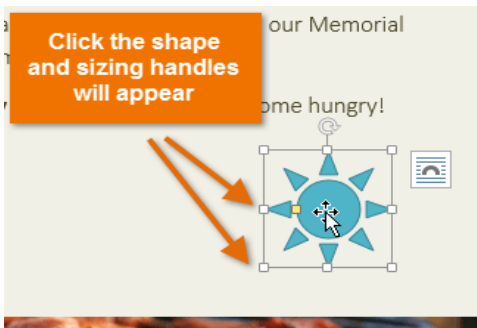 our Memorial
Click the shape
and sizing handles
will appear
ome hungry!